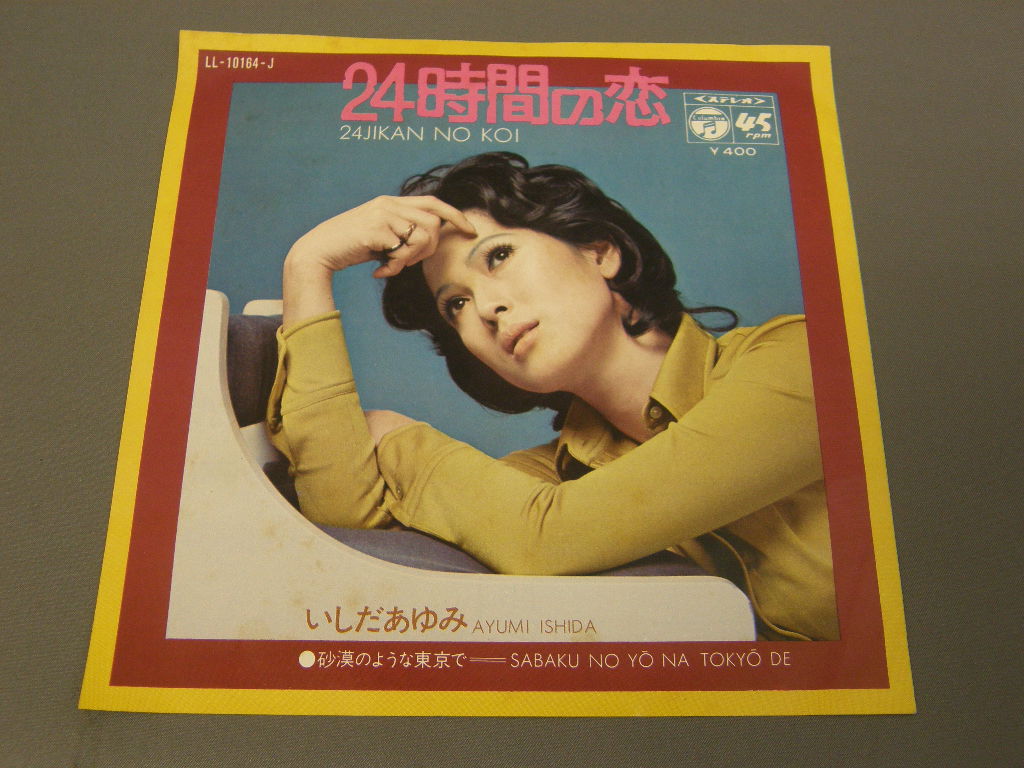 LL-10164-J
24時間の恋
24JIKAN NO KOI
ステレオ
Columbia
45
rpm
¥400
いしだあゆみ AYUMI ISHIDA
●砂漠のような東京で——SABAKU NO YŌ NA TOKYŌ DE